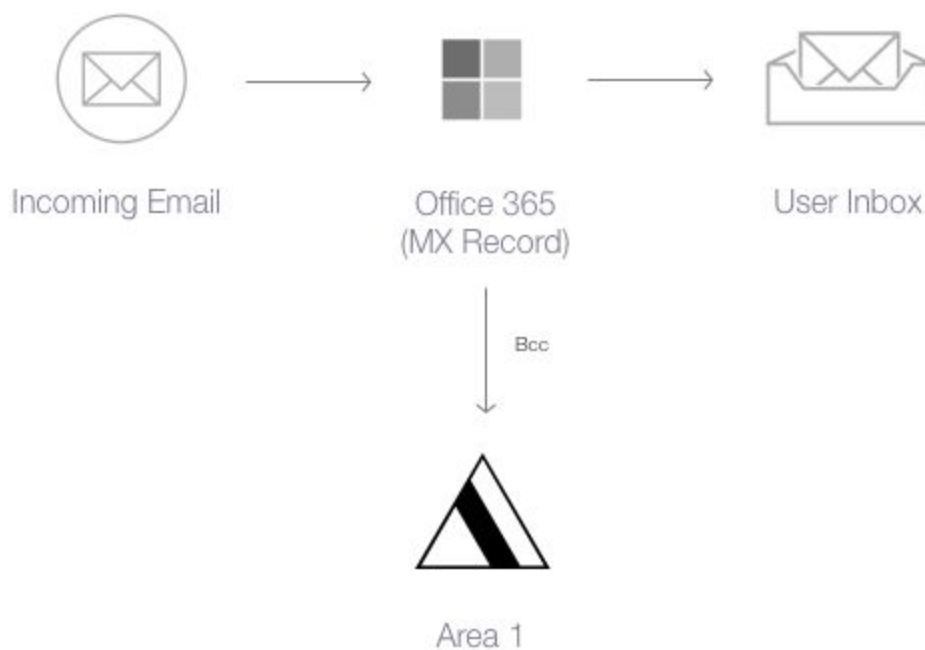 Incoming Email
Office 365
(MX Record)
User Inbox
Bcc
Area 1